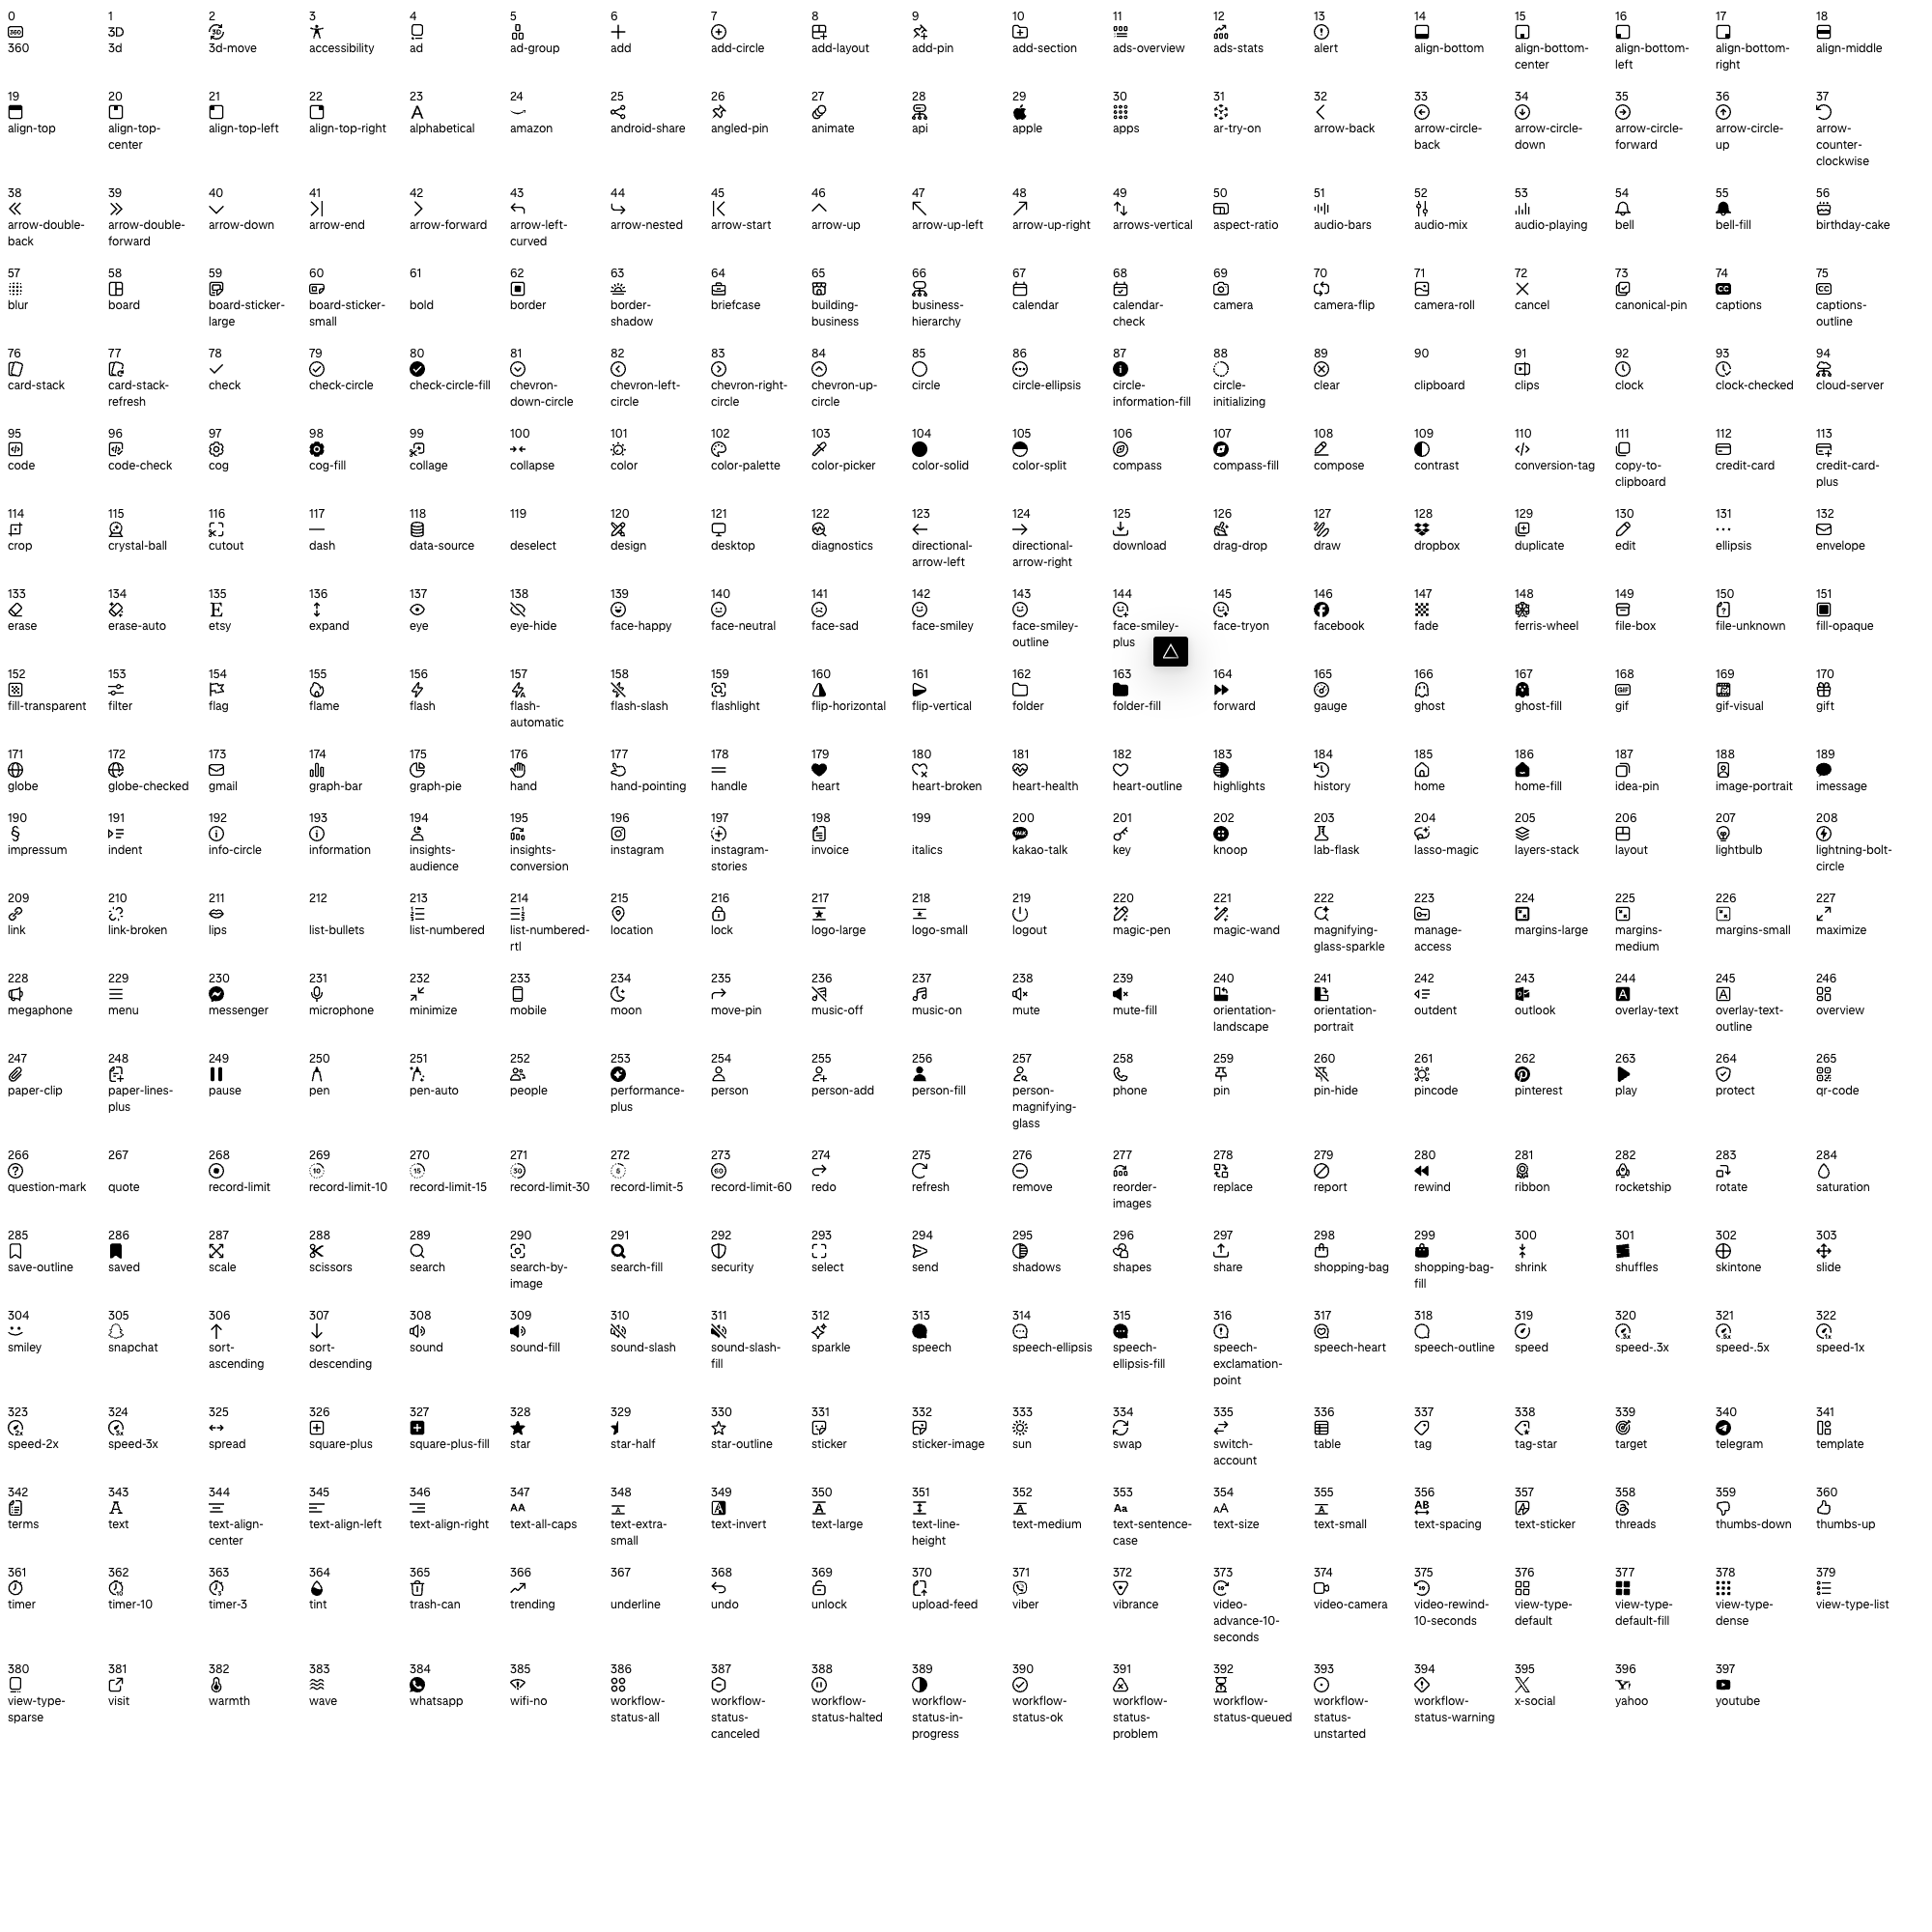 0 1 2 3 4 5 6 7 8 9 10 11 12 13 14 15 16 17 18
360 3d 3d-move accessibility ad ad-group add add-circle add-layout add-pin add-section ads-overview ads-stats alert align-bottom align-bottom- align-bottom- align-bottom- align-middle
center left right
19 20 21 22 23 24 25 26 27 28 29 30 31 32 33 34 35 36 37
align-top align-top- align-top-left align-top-right alphabetical amazon android-share angled-pin animate api apple apps ar-try-on arrow-back arrow-circle- arrow-circle- arrow-circle- arrow-circle- arrow-
center back down forward up counter-
clockwise
38 39 40 41 42 43 44 45 46 47 48 49 50 51 52 53 54 55 56
arrow-double- arrow-double- arrow-down arrow-end arrow-forward arrow-left- arrow-nested arrow-start arrow-up arrow-up-left arrow-up-right arrows-vertical aspect-ratio audio-bars audio-mix audio-playing bell bell-fill birthday-cake
back forward curved
57 58 59 60 61 62 63 64 65 66 67 68 69 70 71 72 73 74 75
blur board board-sticker- board-sticker- bold border border- briefcase building- business- calendar calendar- camera camera-flip camera-roll cancel canonical-pin captions captions-
large small shadow business hierarchy check outline
76 77 78 79 80 81 82 83 84 85 86 87 88 89 90 91 92 93 94
card-stack card-stack- check check-circle check-circle-fill chevron- chevron-left- chevron-right- chevron-up- circle circle-ellipsis circle- circle- clear clipboard clips clock clock-checked cloud-server
refresh down-circle circle circle circle information-fill initializing
95 96 97 98 99 100 101 102 103 104 105 106 107 108 109 110 111 112 113
code code-check cog cog-fill collage collapse color color-palette color-picker color-solid color-split compass compass-fill compose contrast conversion-tag copy-to- credit-card credit-card-
clipboard plus
114 115 116 117 118 119 120 121 122 123 124 125 126 127 128 129 130 131 132
crop crystal-ball cutout dash data-source deselect design desktop diagnostics directional- directional- download drag-drop draw dropbox duplicate edit ellipsis envelope
arrow-left arrow-right
133 134 135 136 137 138 139 140 141 142 143 144 145 146 147 148 149 150 151
erase erase-auto etsy expand eye eye-hide face-happy face-neutral face-sad face-smiley face-smiley- face-smiley- face-tryon facebook fade ferris-wheel file-box file-unknown fill-opaque
outline plus
152 153 154 155 156 157 158 159 160 161 162 163 164 165 166 167 168 169 170
fill-transparent filter flag flame flash flash- flash-slash flashlight flip-horizontal flip-vertical folder folder-fill forward gauge ghost ghost-fill gif gif-visual gift
automatic
171 172 173 174 175 176 177 178 179 180 181 182 183 184 185 186 187 188 189
globe globe-checked gmail graph-bar graph-pie hand hand-pointing handle heart heart-broken heart-health heart-outline highlights history home home-fill idea-pin image-portrait imessage
190 191 192 193 194 195 196 197 198 199 200 201 202 203 204 205 206 207 208
impressum indent info-circle information insights- insights- instagram instagram- invoice italics kakao-talk key knoop lab-flask lasso-magic layers-stack layout lightbulb lightning-bolt-
audience conversion stories circle
209 210 211 212 213 214 215 216 217 218 219 220 221 222 223 224 225 226 227
link link-broken lips list-bullets list-numbered list-numbered- location lock logo-large logo-small logout magic-pen magic-wand magnifying- manage- margins-large margins- margins-small maximize
rtl glass-sparkle access medium
228 229 230 231 232 233 234 235 236 237 238 239 240 241 242 243 244 245 246
megaphone menu messenger microphone minimize mobile moon move-pin music-off music-on mute mute-fill orientation- orientation- outdent outlook overlay-text overlay-text- overview
landscape portrait outline
247 248 249 250 251 252 253 254 255 256 257 258 259 260 261 262 263 264 265
paper-clip paper-lines- pause pen pen-auto people performance- person person-add person-fill person- phone pin pin-hide pincode pinterest play protect qr-code
plus plus magnifying-
glass
266 267 268 269 270 271 272 273 274 275 276 277 278 279 280 281 282 283 284
question-mark quote record-limit record-limit-10 record-limit-15 record-limit-30 record-limit-5 record-limit-60 redo refresh remove reorder- replace report rewind ribbon rocketship rotate saturation
images
285 286 287 288 289 290 291 292 293 294 295 296 297 298 299 300 301 302 303
save-outline saved scale scissors search search-by- search-fill security select send shadows shapes share shopping-bag shopping-bag- shrink shuffles skintone slide
image fill
304 305 306 307 308 309 310 311 312 313 314 315 316 317 318 319 320 321 322
smiley snapchat sort- sort- sound sound-fill sound-slash sound-slash- sparkle speech speech-ellipsis speech- speech- speech-heart speech-outline speed speed-.3x speed-.5x speed-1x
ascending descending fill ellipsis-fill exclamation-
point
323 324 325 326 327 328 329 330 331 332 333 334 335 336 337 338 339 340 341
speed-2x speed-3x spread square-plus square-plus-fill star star-half star-outline sticker sticker-image sun swap switch- table tag tag-star target telegram template
account
342 343 344 345 346 347 348 349 350 351 352 353 354 355 356 357 358 359 360
terms text text-align- text-align-left text-align-right text-all-caps text-extra- text-invert text-large text-line- text-medium text-sentence- text-size text-small text-spacing text-sticker threads thumbs-down thumbs-up
center small height case
361 362 363 364 365 366 367 368 369 370 371 372 373 374 375 376 377 378 379
timer timer-10 timer-3 tint trash-can trending underline undo unlock upload-feed viber vibrance video- video-camera video-rewind- view-type- view-type- view-type- view-type-list
advance-10- 10-seconds default default-fill dense
seconds
380 381 382 383 384 385 386 387 388 389 390 391 392 393 394 395 396 397
view-type- visit warmth wave whatsapp wifi-no workflow- workflow- workflow- workflow- workflow- workflow- workflow- workflow- workflow- x-social yahoo youtube
sparse status-all status- status-halted status-in- status-ok status- status-queued status- status-warning
canceled progress problem unstarted